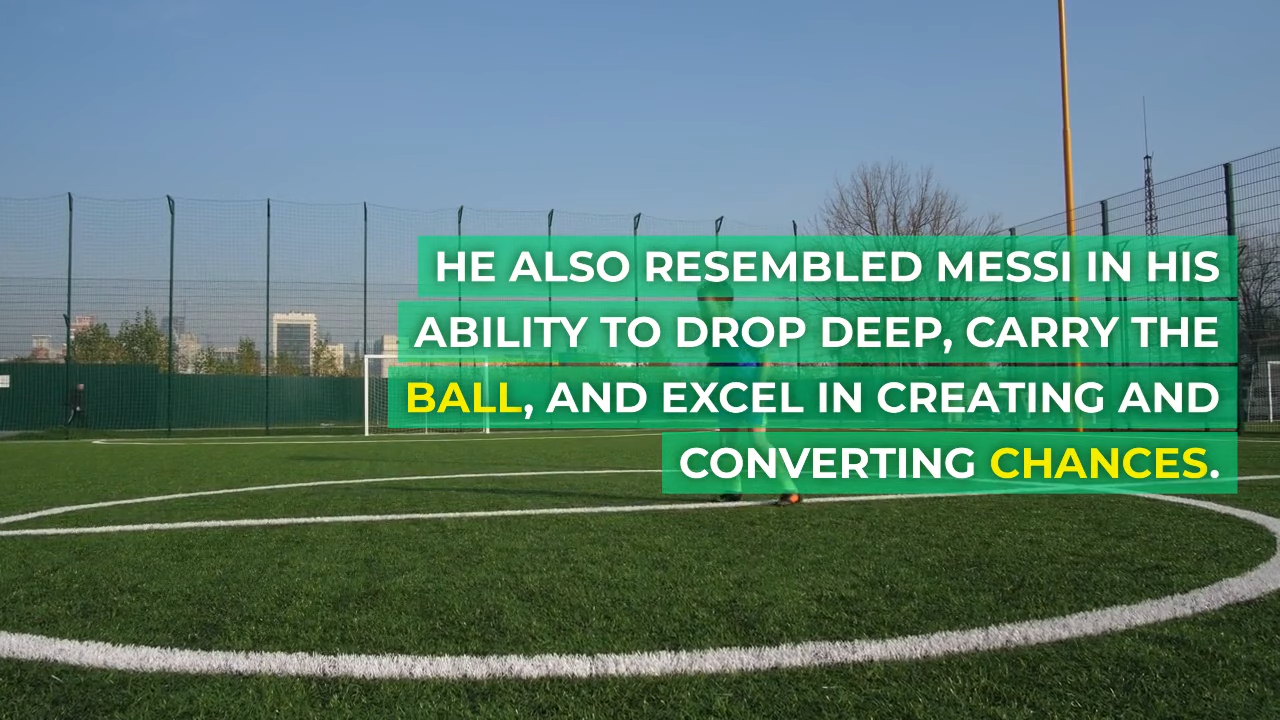 HE ALSO RESEMBLED MESSI IN HIS
ABILITY TO DROP DEEP, CARRY THE
BALL, AND EXCEL IN CREATING AND
CONVERTING CHANCES.